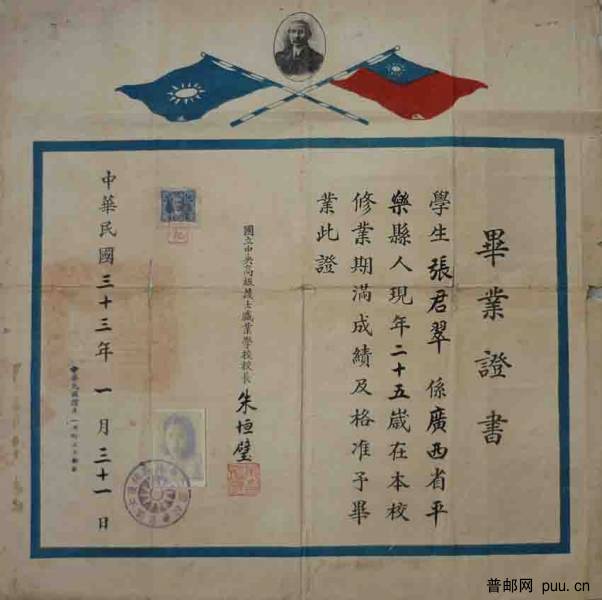 畢業證書
學生張君翠係廣西省平
樂縣人現年二十五歲在本校
修業期滿成績及格准予畢
業此證
國立中央高級護士職業學校校長 朱恒璧
中華民國三十三年一月三十一日
普邮网 puu.cn